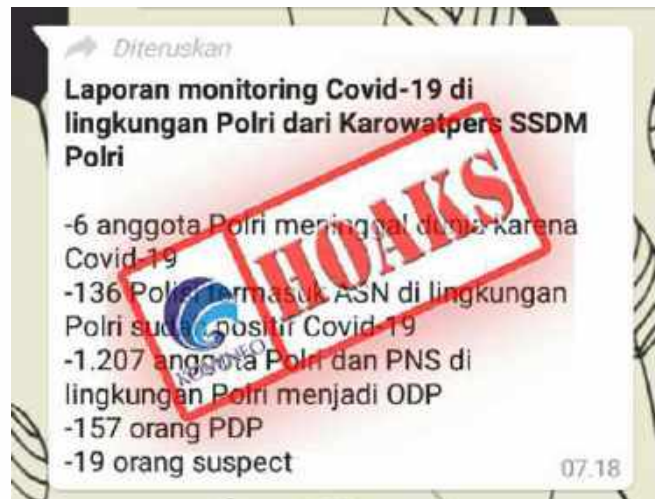 Diteruskan
Laporan monitoring Covid-19 di
lingkungan Polri dari Karowatpers SSDM
Polri
-6 anggota Polri meninggal dunia karena
Covid-19
-136 Polisi termasuk ASN di lingkungan
Polri sudah positif Covid-19
-1.207 anggota Polri dan PNS di
lingkungan Polri menjadi ODP
-157 orang PDP
-19 orang suspect
07.18
HOAKS
KOMINFO